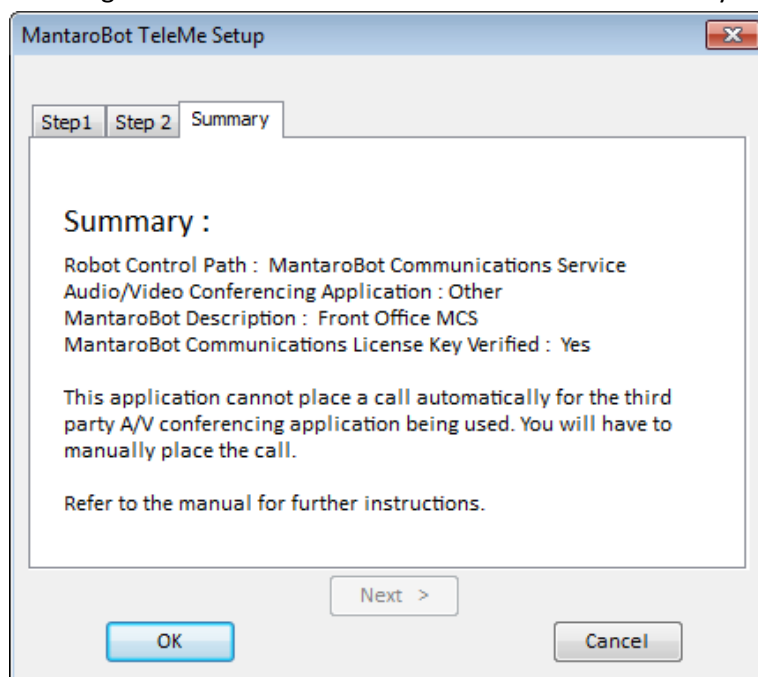 MantaroBot TeleMe Setup
Step1 Step 2 Summary
Summary :
Robot Control Path : MantaroBot Communications Service
Audio/Video Conferencing Application : Other
MantaroBot Description : Front Office MCS
MantaroBot Communications License Key Verified : Yes
This application cannot place a call automatically for the third
party A/V conferencing application being used. You will have to
manually place the call.
Refer to the manual for further instructions.
Next >
OK Cancel